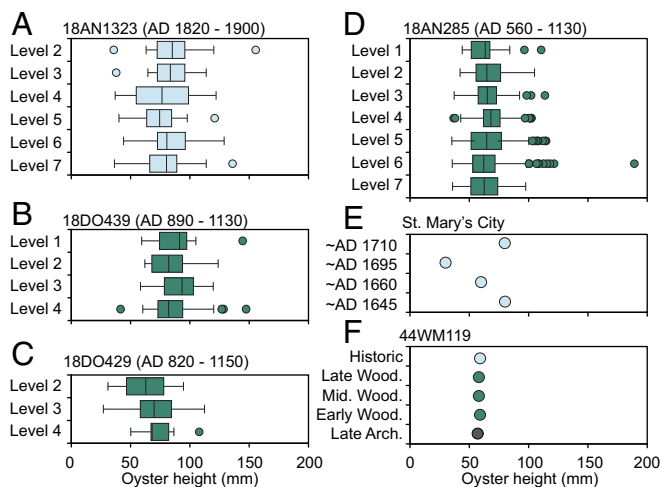 A
18AN1323 (AD 1820 - 1900)
Level 2
Level 3
Level 4
Level 5
Level 6
Level 7
B
18DO439 (AD 890 - 1130)
Level 1
Level 2
Level 3
Level 4
C
18DO429 (AD 820 - 1150)
Level 2
Level 3
Level 4
0 50 100 150 200
Oyster height (mm)
D
18AN285 (AD 560 - 1130)
Level 1
Level 2
Level 3
Level 4
Level 5
Level 6
Level 7
E
St. Mary's City
~AD 1710
~AD 1695
~AD 1660
~AD 1645
F
44WM119
Historic
Late Wood.
Mid. Wood.
Early Wood.
Late Arch.
0 50 100 150 200
Oyster height (mm)